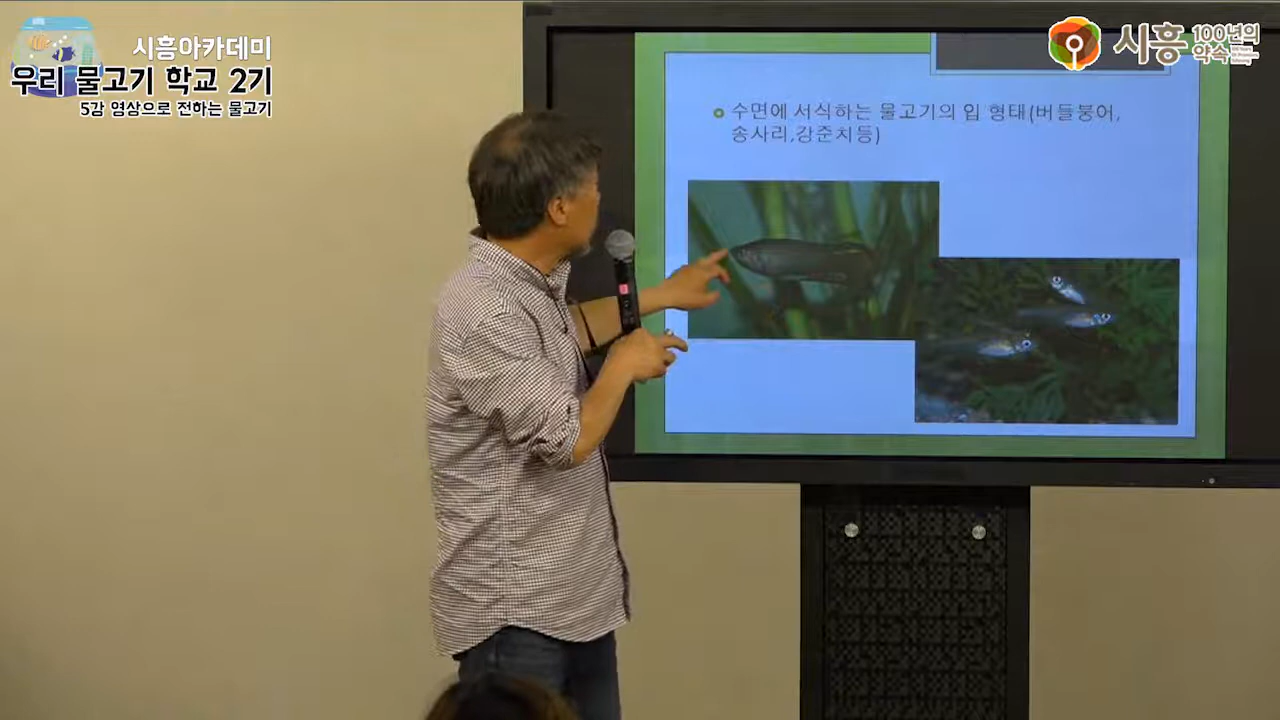 시흥아카데미
우리 물고기 학교 2기
5강 영상으로 전하는 물고기
시흥
100년의
약속
수면에 서식하는 물고기의 입 형태(버들붕어,
송사리,강준치등)